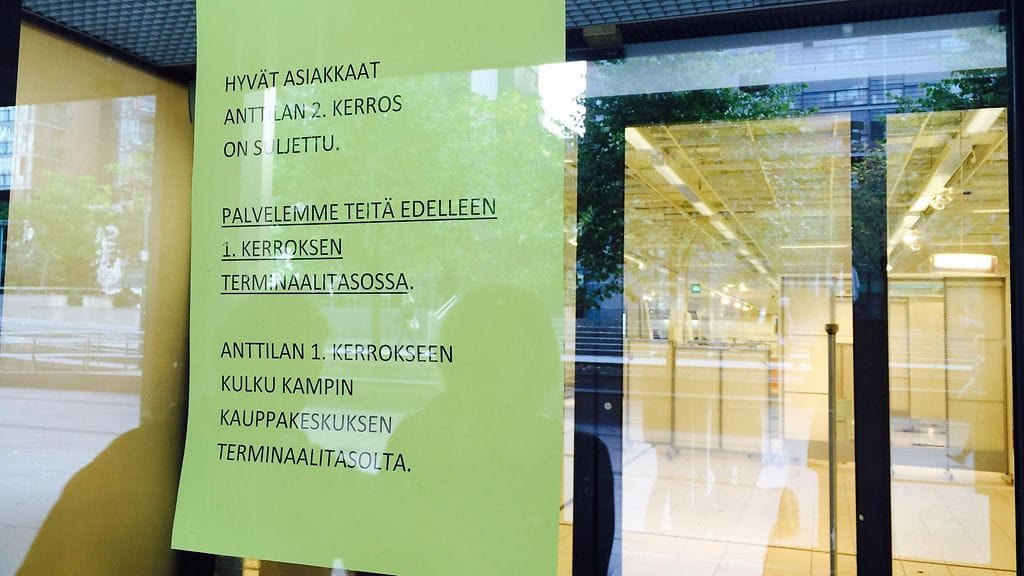 HYVÄT ASIAKKAAT
ANTTILAN 2. KERROS
ON SULJETTU.
PALVELEMME TEITÄ EDELLEEN
1. KERROKSEN
TERMINAALITASOSSA.
ANTTILAN 1. KERROKSEEN
KULKU KAMPIN
KAUPPAKESKUKSEN
TERMINAALITASOLTA.